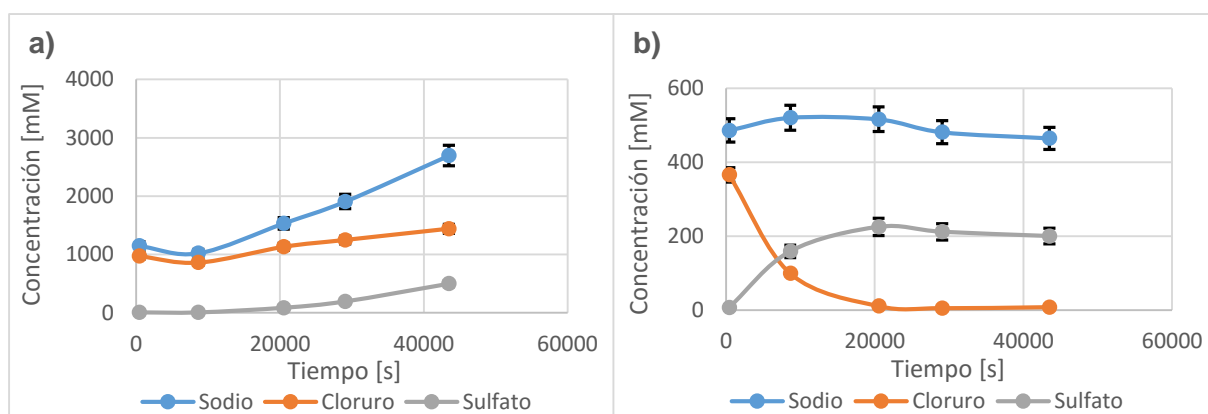 a)
4000
3000
2000
1000
0
Concentración [mM]
0
20000
40000
60000
Tiempo [s]
Sodio
Cloruro
Sulfato
b)
600
400
200
0
Concentración [mM]
0
20000
40000
60000
Tiempo [s]
Sodio
Cloruro
Sulfato